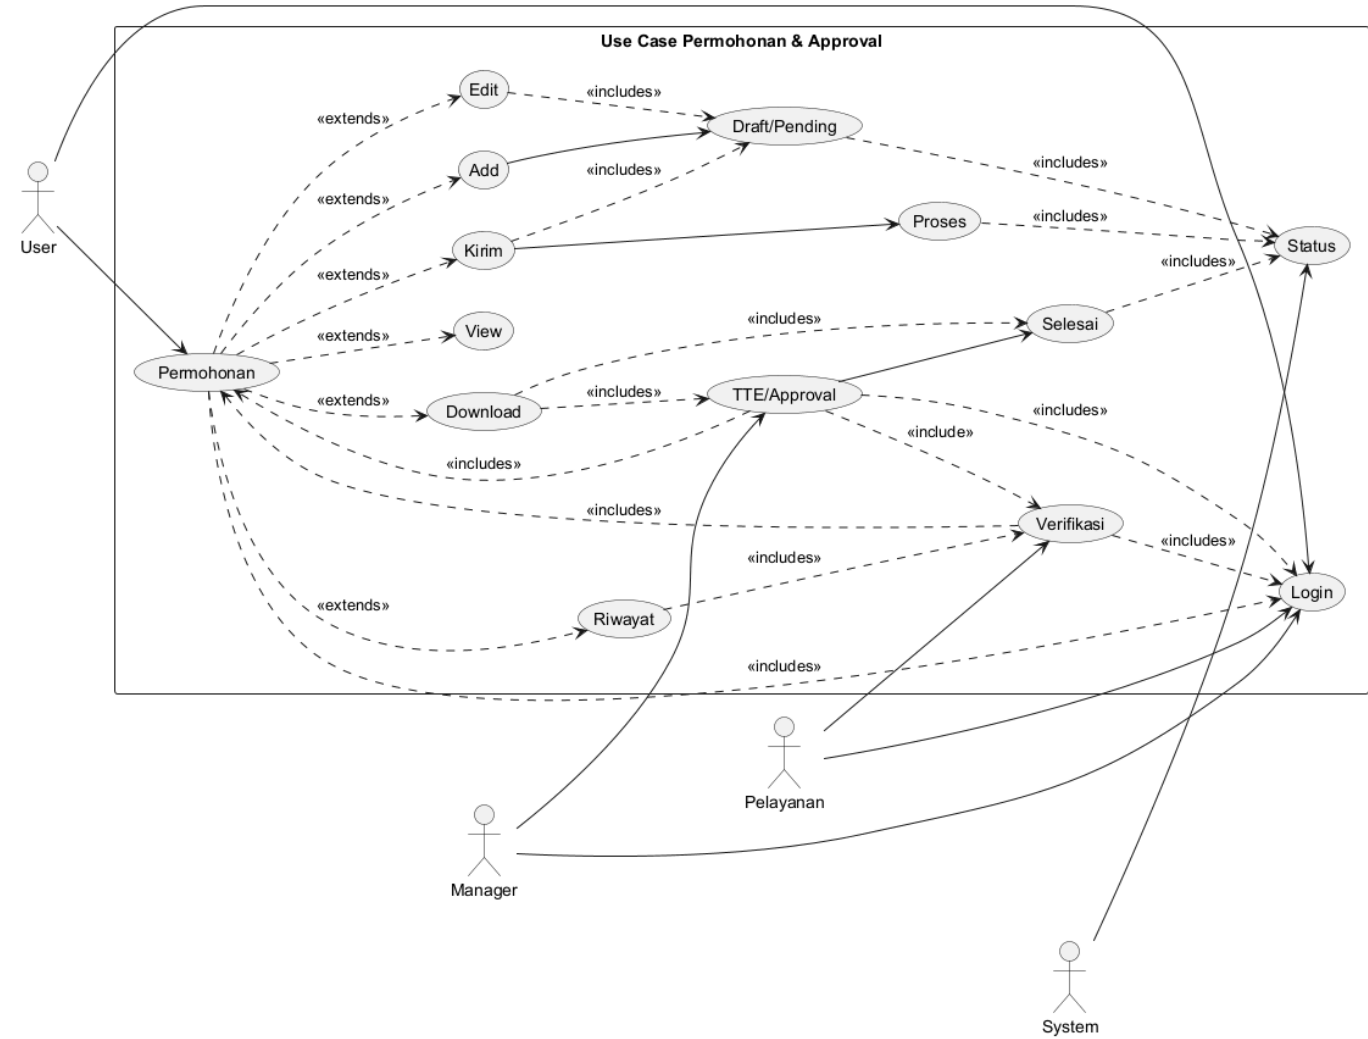 Use Case Permohonan & Approval
Edit
«includes»
«extends»
Draft/Pending
Add
«includes»
«includes»
«extends»
Proses
«includes»
User
Kirim
Status
«includes»
«extends»
«includes»
Selesai
View
«extends»
Permohonan
«includes»
TTE/Approval
«extends»
Download
«includes»
«include»
«includes»
«includes»
Verifikasi
«includes»
«includes»
Login
«extends»
Riwayat
«includes»
Pelayanan
Manager
System